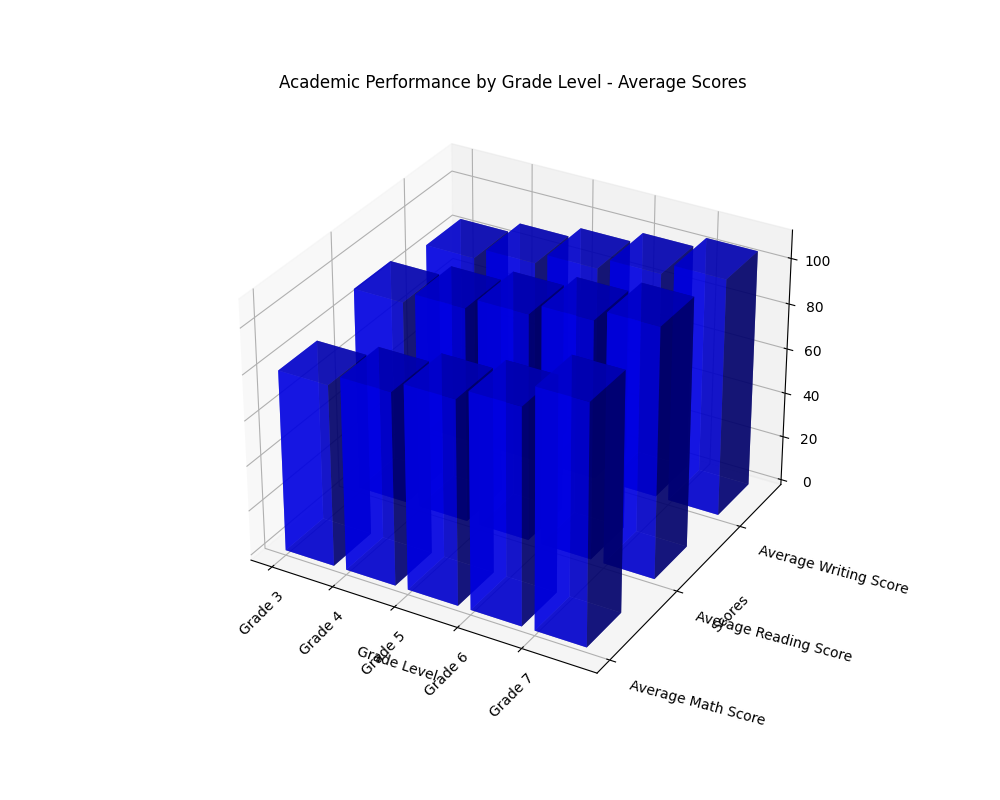 Academic Performance by Grade Level - Average Scores
100
80
60
40
20
0
Average Writing Score
Average Reading Score
Average Math Score
Scores
Grade 3
Grade 4
Grade 5
Grade 6
Grade 7
Grade Level